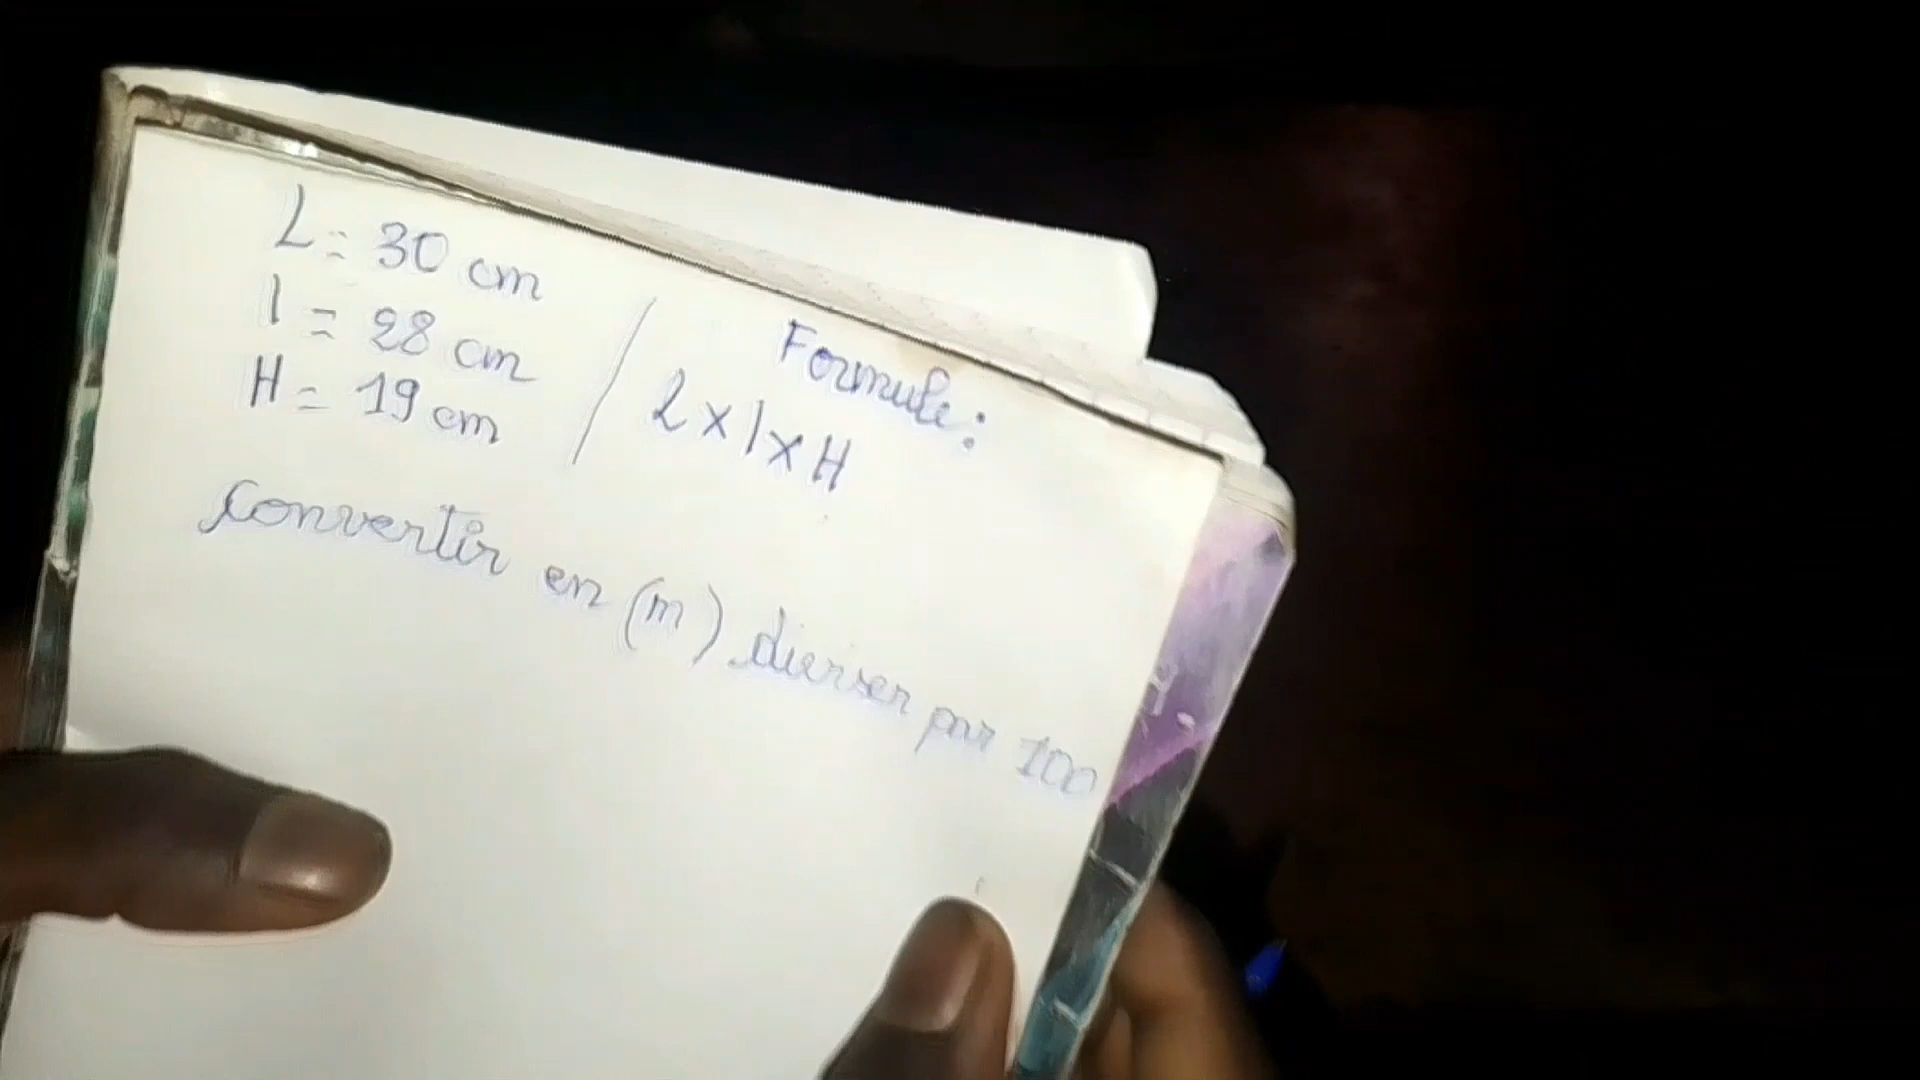 L = 30 cm
l = 28 cm
H = 19 cm
Formule:
L x l x H
convertir en (m) diviser par 100